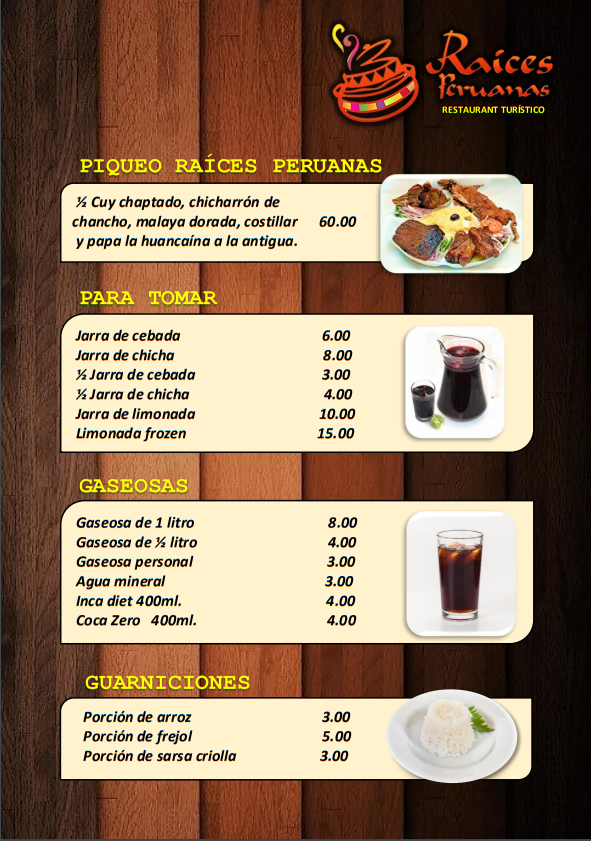 Raíces
Peruanas
RESTAURANT TURÍSTICO
PIQUEO RAÍCES PERUANAS
½ Cuy chaptado, chicharrón de
chancho, malaya dorada, costillar 60.00
y papa la huancaína a la antigua.
PARA TOMAR
Jarra de cebada 6.00
Jarra de chicha 8.00
½ Jarra de cebada 3.00
½ Jarra de chicha 4.00
Jarra de limonada 10.00
Limonada frozen 15.00
GASEOSAS
Gaseosa de 1 litro 8.00
Gaseosa de ½ litro 4.00
Gaseosa personal 3.00
Agua mineral 3.00
Inca diet 400ml. 4.00
Coca Zero 400ml. 4.00
GUARNICIONES
Porción de arroz 3.00
Porción de frejol 5.00
Porción de sarsa criolla 3.00